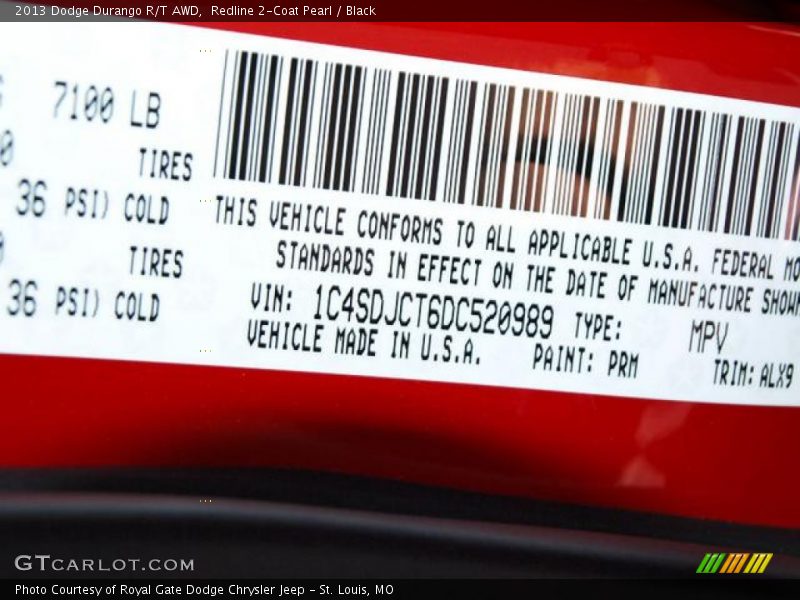 2013 Dodge Durango R/T AWD, Redline 2-Coat Pearl / Black
7100 LB
TIRES
36 PSI) COLD
TIRES
36 PSI) COLD
THIS VEHICLE CONFORMS TO ALL APPLICABLE U.S.A. FEDERAL MO
STANDARDS IN EFFECT ON THE DATE OF MANUFACTURE SHOWN
VIN: 1C4SDJCT6DC520989 TYPE: MPV
VEHICLE MADE IN U.S.A. PAINT: PRM TRIM: ALX9
GTCARLOT.COM
Photo Courtesy of Royal Gate Dodge Chrysler Jeep - St. Louis, MO